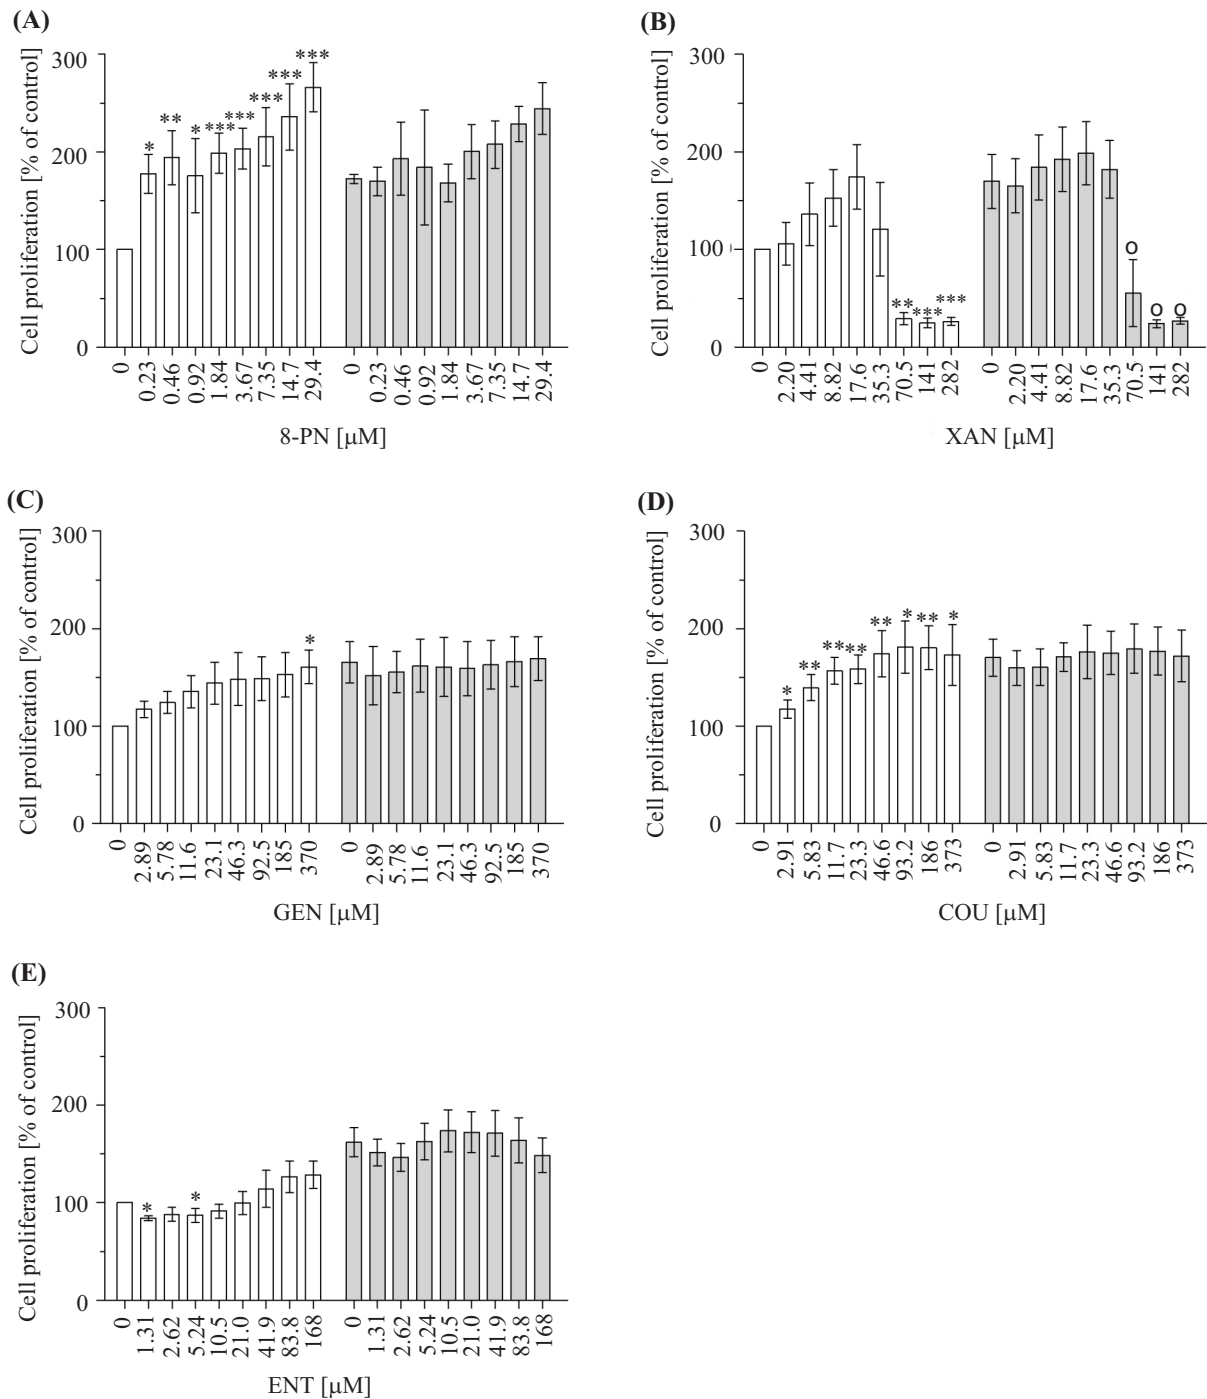 (A)
Cell proliferation [% of control]
300
200
100
0
* ** * *** *** *** *** ***
0 0.23 0.46 0.92 1.84 3.67 7.35 14.7 29.4 0 0.23 0.46 0.92 1.84 3.67 7.35 14.7 29.4
8-PN [μM]
(B)
Cell proliferation [% of control]
300
200
100
0
** *** *** o o o
0 2.20 4.41 8.82 17.6 35.3 70.5 141 282 0 2.20 4.41 8.82 17.6 35.3 70.5 141 282
XAN [μM]
(C)
Cell proliferation [% of control]
300
200
100
0
*
0 2.89 5.78 11.6 23.1 46.3 92.5 185 370 0 2.89 5.78 11.6 23.1 46.3 92.5 185 370
GEN [μM]
(D)
Cell proliferation [% of control]
300
200
100
0
* ** ** ** ** * ** *
0 2.91 5.83 11.7 23.3 46.6 93.2 186 373 0 2.91 5.83 11.7 23.3 46.6 93.2 186 373
COU [μM]
(E)
Cell proliferation [% of control]
300
200
100
0
* *
0 1.31 2.62 5.24 10.5 21.0 41.9 83.8 168 0 1.31 2.62 5.24 10.5 21.0 41.9 83.8 168
ENT [μM]